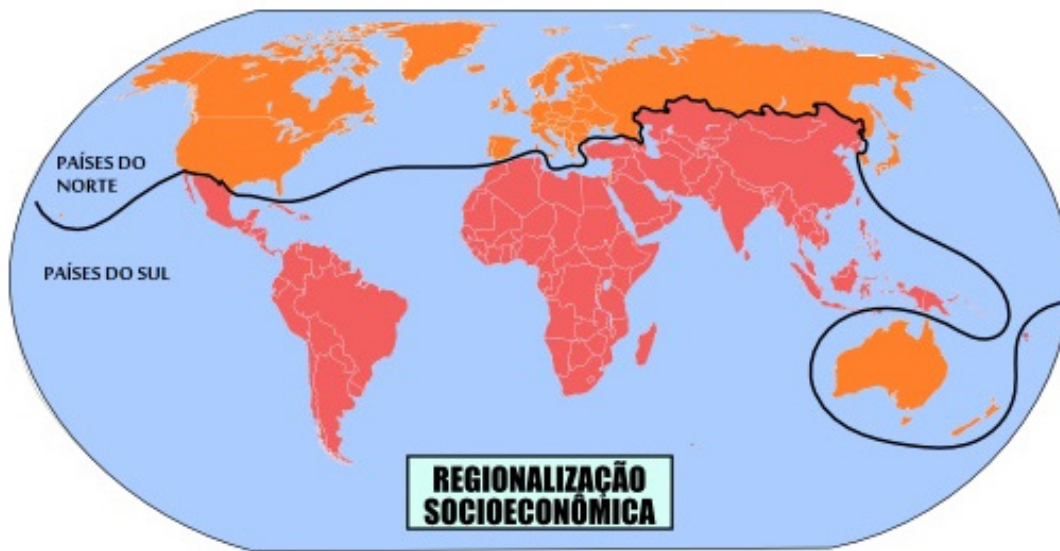 PAÍSES DO
NORTE
PAÍSES DO SUL
REGIONALIZAÇÃO
SOCIOECONÔMICA